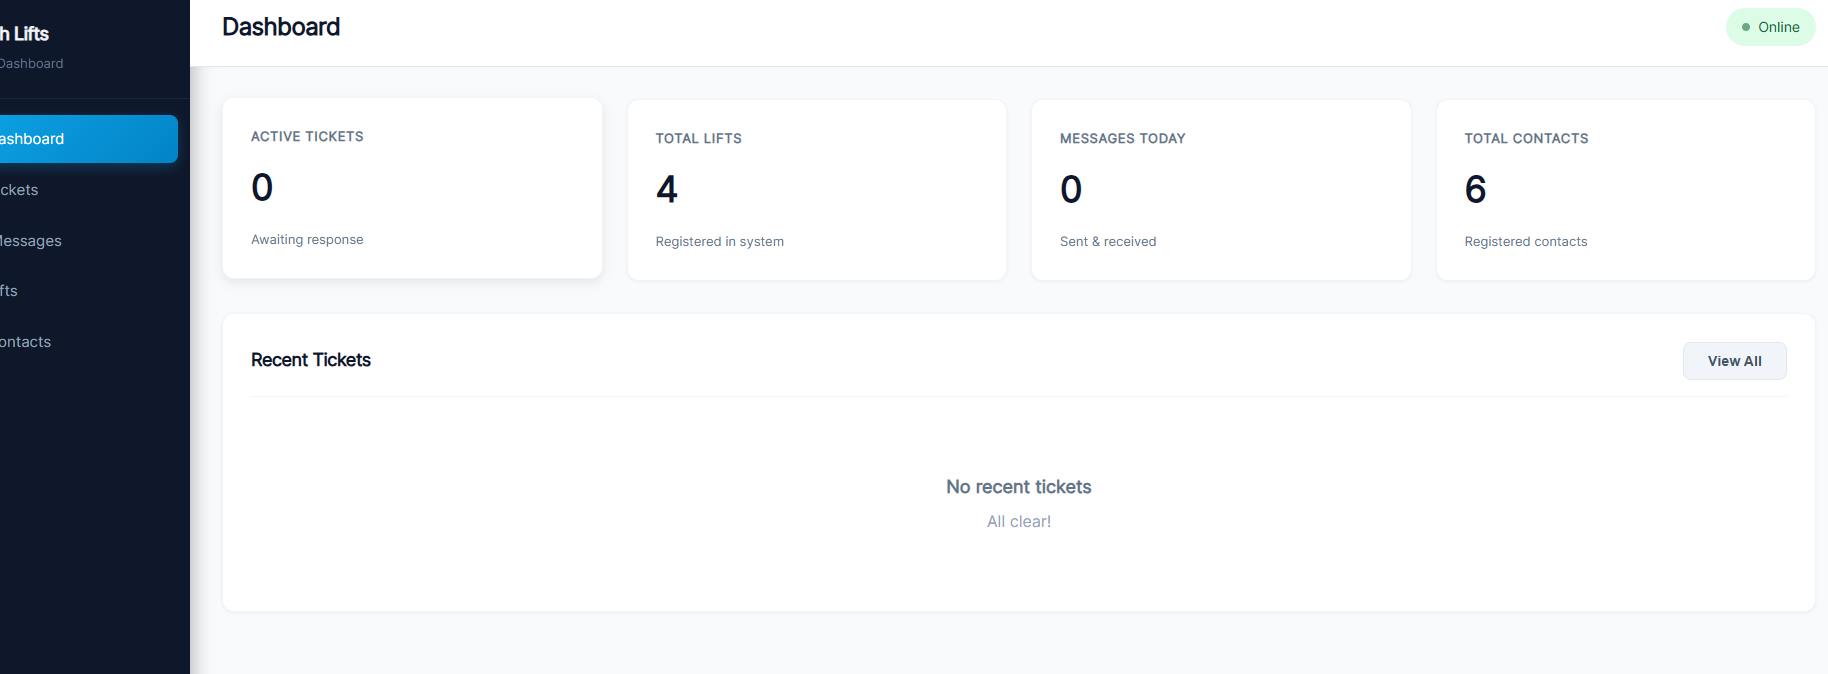 h Lifts
Dashboard
ashboard
ckets
essages
fts
ontacts
Dashboard
Online
ACTIVE TICKETS
0
Awaiting response
TOTAL LIFTS
4
Registered in system
MESSAGES TODAY
0
Sent & received
TOTAL CONTACTS
6
Registered contacts
Recent Tickets
View All
No recent tickets
All clear!